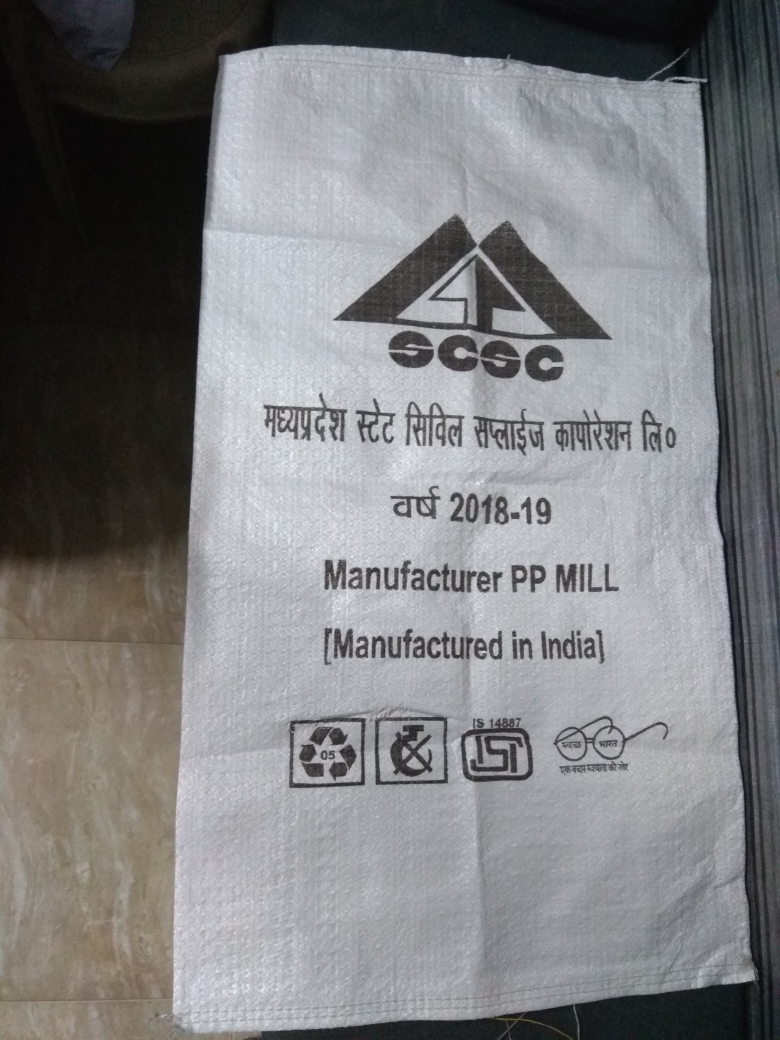 SCSC
मध्यप्रदेश स्टेट सिविल सप्लाईज कापोरेशन लि०
वर्ष 2018-19
Manufacturer PP MILL
[Manufactured in India]
IS 14887
05
ISI
स्वच्छ भारत
एक कदम स्वच्छता की ओर